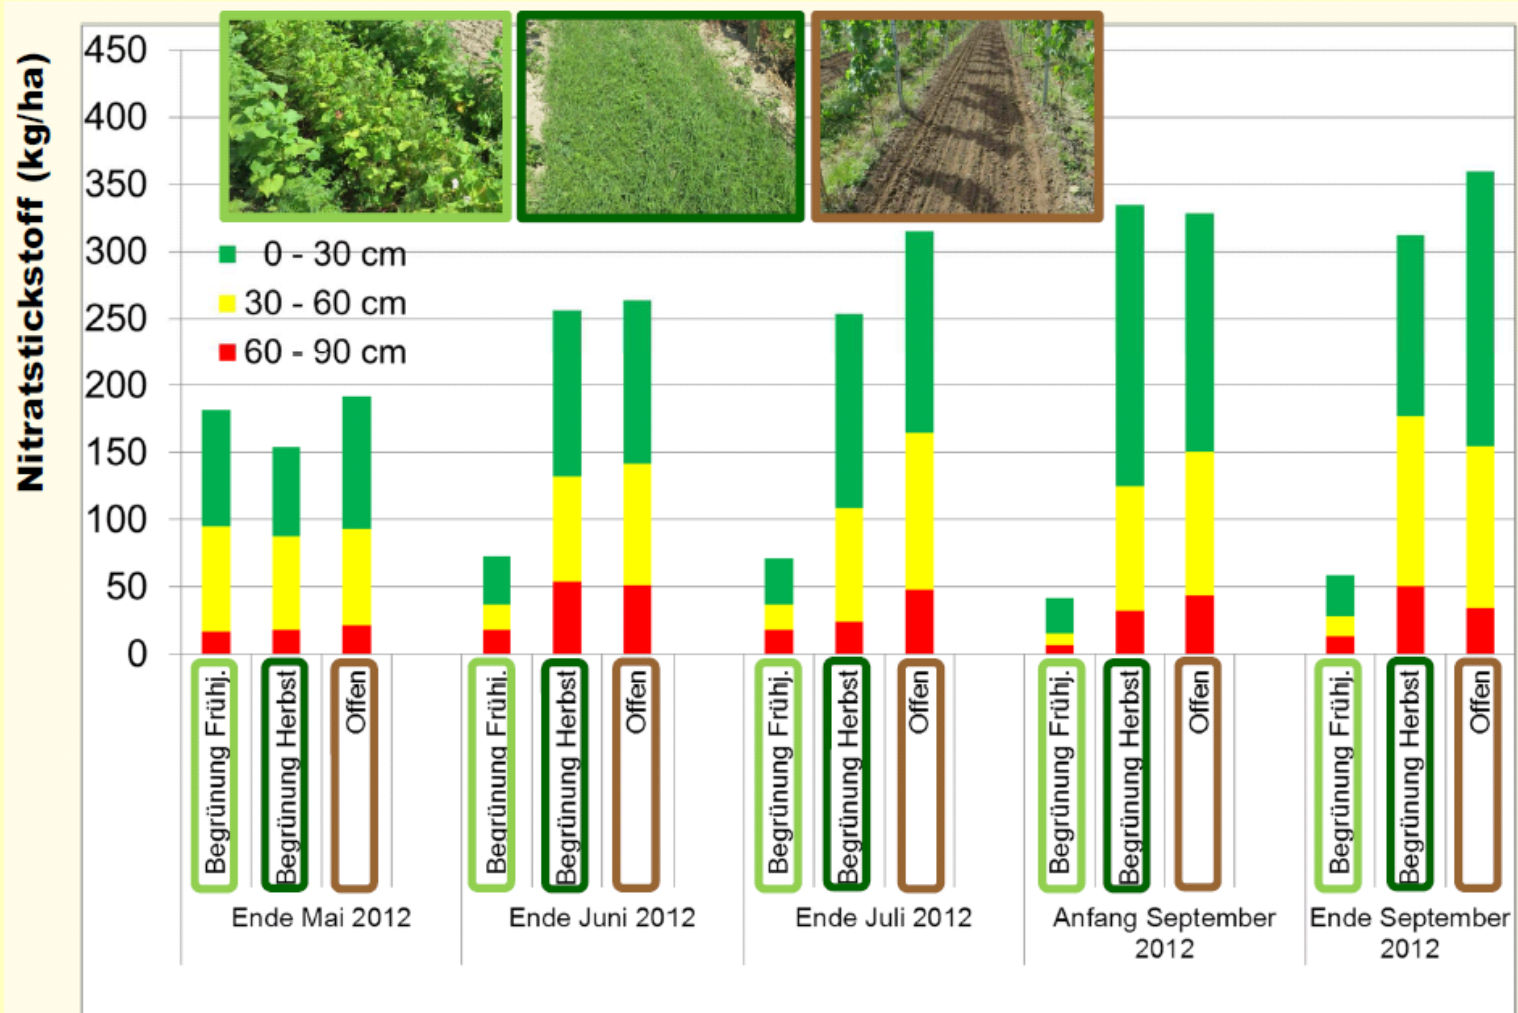 Nitratstickstoff (kg/ha)
450
400
350
300
250
200
150
100
50
0
0 - 30 cm
30 - 60 cm
60 - 90 cm
Begrünung Frühj.
Begrünung Herbst
Offen
Begrünung Frühj.
Begrünung Herbst
Offen
Begrünung Frühj.
Begrünung Herbst
Offen
Begrünung Frühj.
Begrünung Herbst
Offen
Begrünung Frühj.
Begrünung Herbst
Offen
Ende Mai 2012
Ende Juni 2012
Ende Juli 2012
Anfang September
2012
Ende September
2012